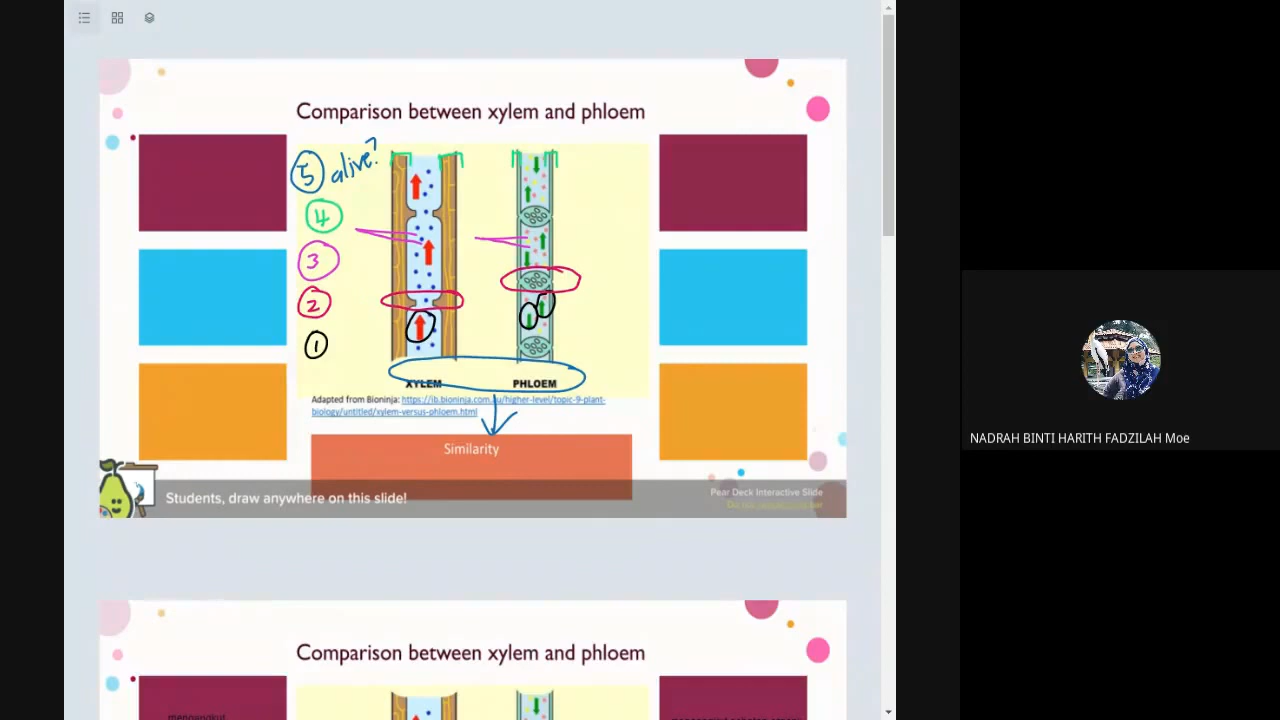 Comparison between xylem and phloem
5 alive?
4
3
2
1
XYLEM
PHLOEM
Adapted from Bioninja: https://ib.bioninja.com.au/higher-level/topic-9-plant-
biology/untitled/xylem-versus-phloem.html
Similarity
Students, draw anywhere on this slide!
Pear Deck Interactive Slide
NADRAH BINTI HARITH FADZILAH Moe
Comparison between xylem and phloem